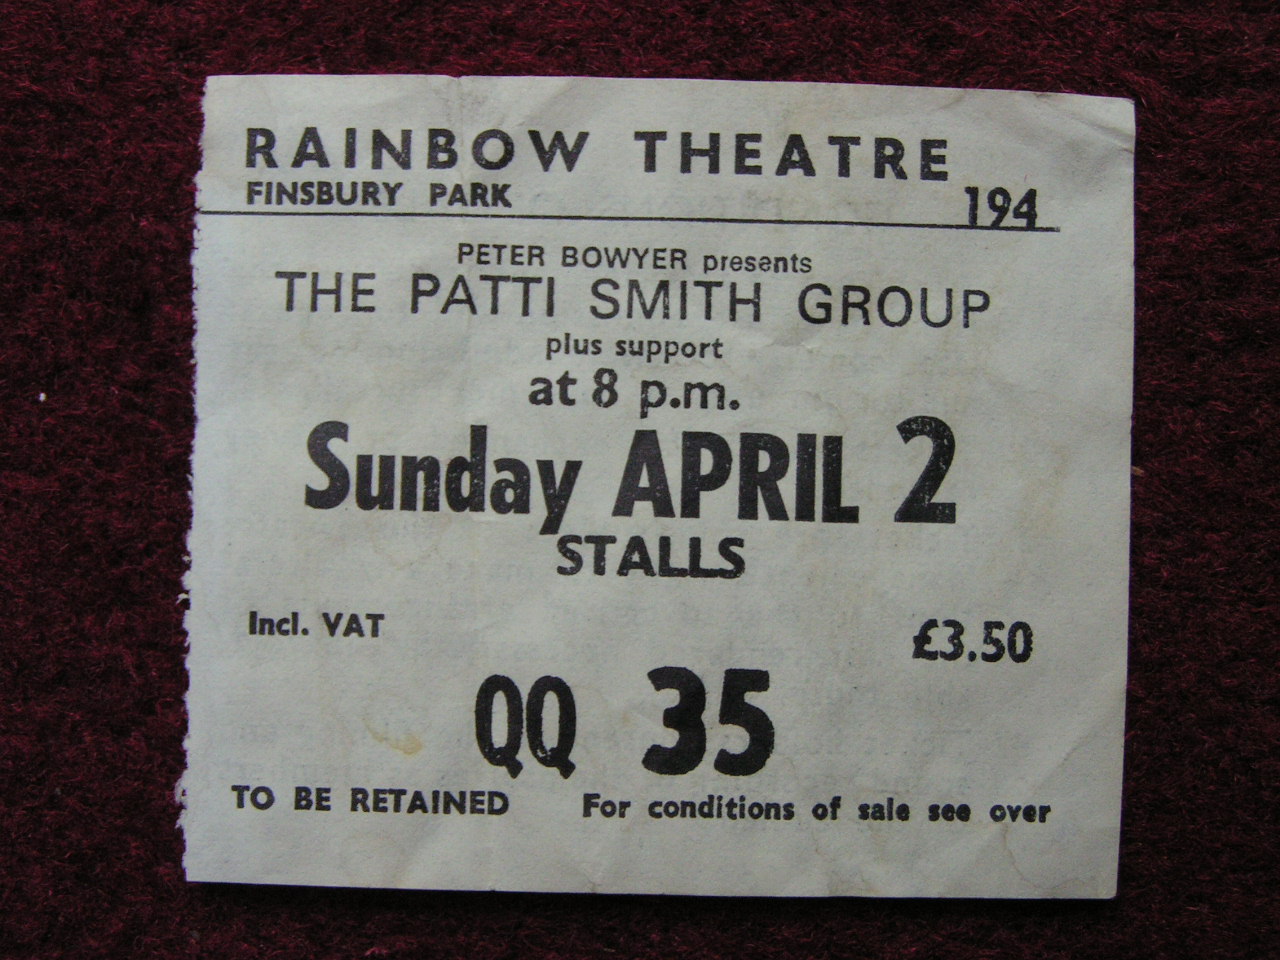 RAINBOW THEATRE
FINSBURY PARK
194
PETER BOWYER presents
THE PATTI SMITH GROUP
plus support
at 8 p.m.
Sunday APRIL 2
STALLS
Incl. VAT £3.50
QQ 35
TO BE RETAINED For conditions of sale see over